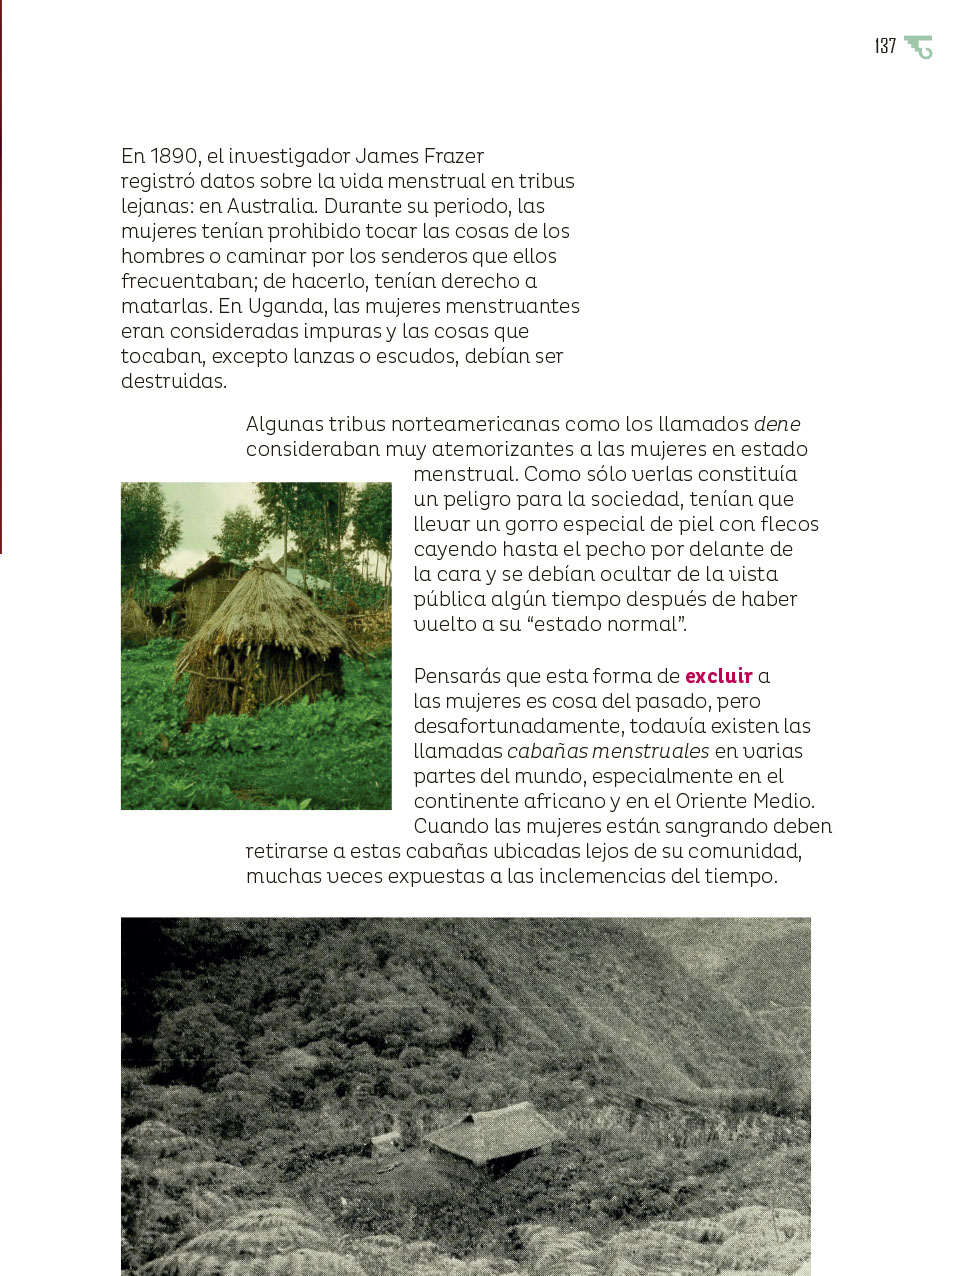 137
En 1890, el investigador James Frazer
registró datos sobre la vida menstrual en tribus
lejanas: en Australia. Durante su periodo, las
mujeres tenían prohibido tocar las cosas de los
hombres o caminar por los senderos que ellos
frecuentaban; de hacerlo, tenían derecho a
matarlas. En Uganda, las mujeres menstruantes
eran consideradas impuras y las cosas que
tocaban, excepto lanzas o escudos, debían ser
destruidas.
Algunas tribus norteamericanas como los llamados dene
consideraban muy atemorizantes a las mujeres en estado
menstrual. Como sólo verlas constituía
un peligro para la sociedad, tenían que
llevar un gorro especial de piel con flecos
cayendo hasta el pecho por delante de
la cara y se debían ocultar de la vista
pública algún tiempo después de haber
vuelto a su “estado normal”.
Pensarás que esta forma de excluir a
las mujeres es cosa del pasado, pero
desafortunadamente, todavía existen las
llamadas cabañas menstruales en varias
partes del mundo, especialmente en el
continente africano y en el Oriente Medio.
Cuando las mujeres están sangrando deben
retirarse a estas cabañas ubicadas lejos de su comunidad,
muchas veces expuestas a las inclemencias del tiempo.